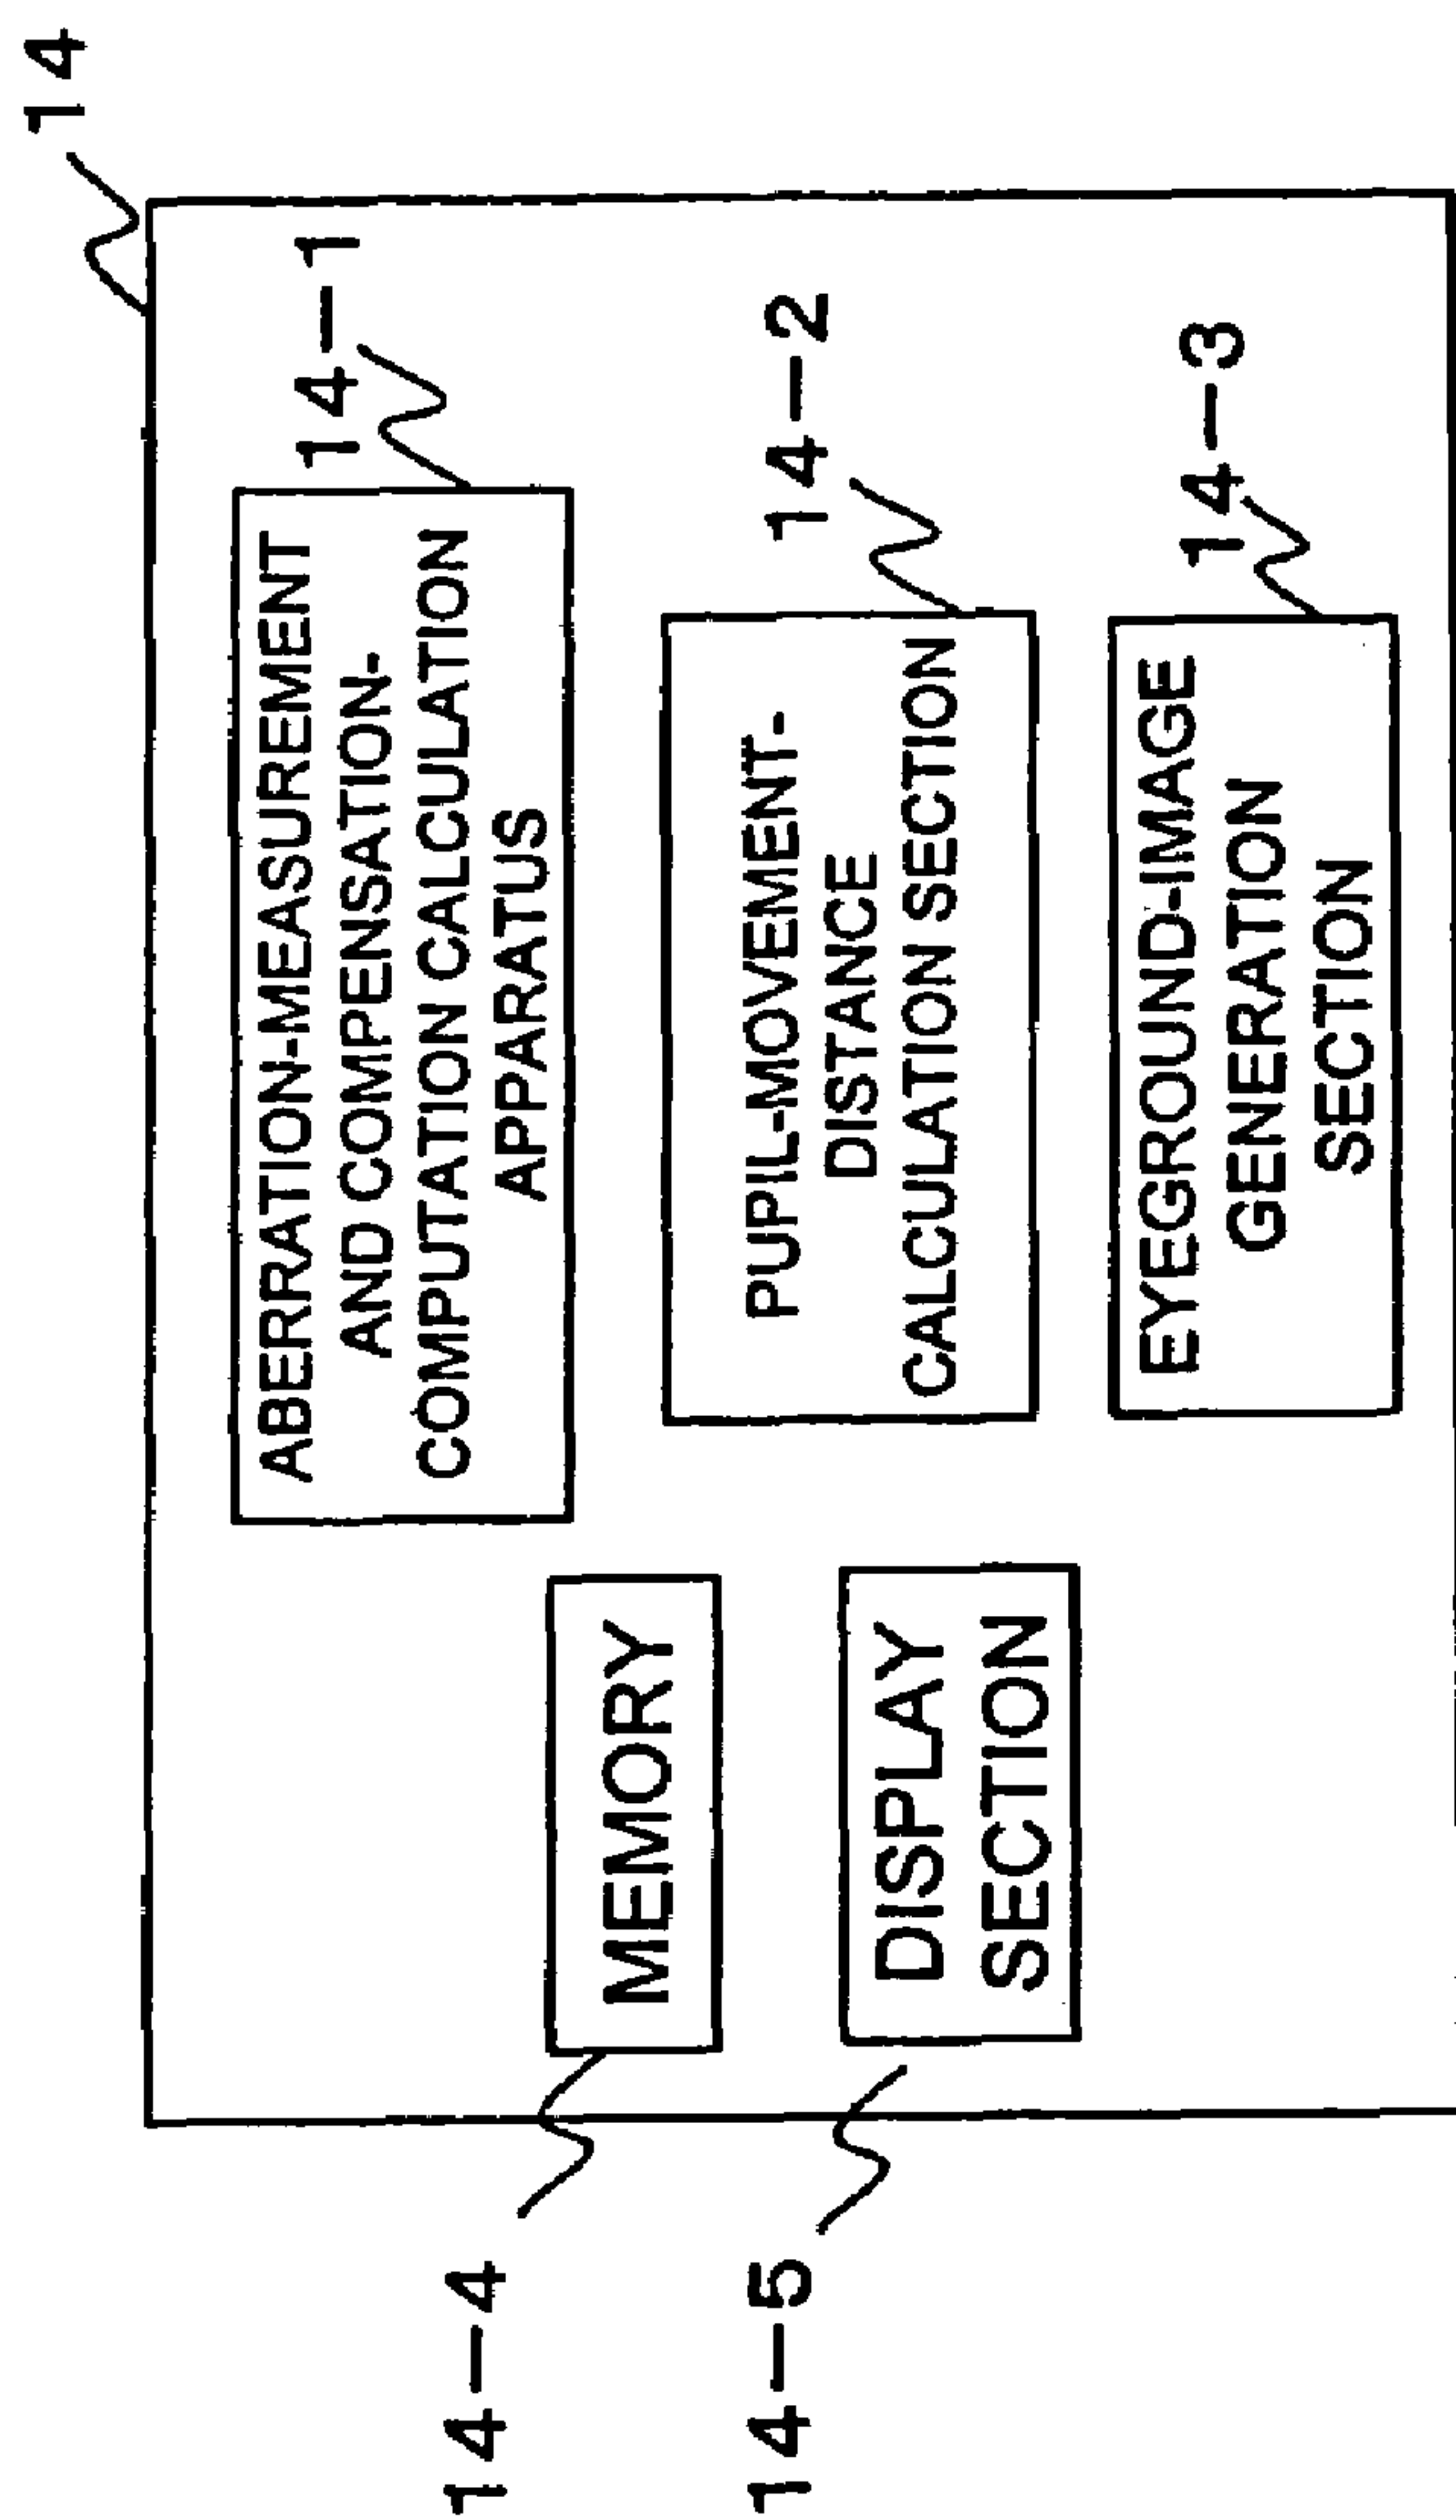 14
14-1
ABERRATION-MEASUREMENT
AND COMPENSATION-
COMPUTATION CALCULATION
APPARATUS
14-4
MEMORY
14-2
PUPIL-MOVEMENT-
DISTANCE
CALCULATION SECTION
14-5
DISPLAY
SECTION
14-3
EYEGROUND-IMAGE
GENERATION
SECTION